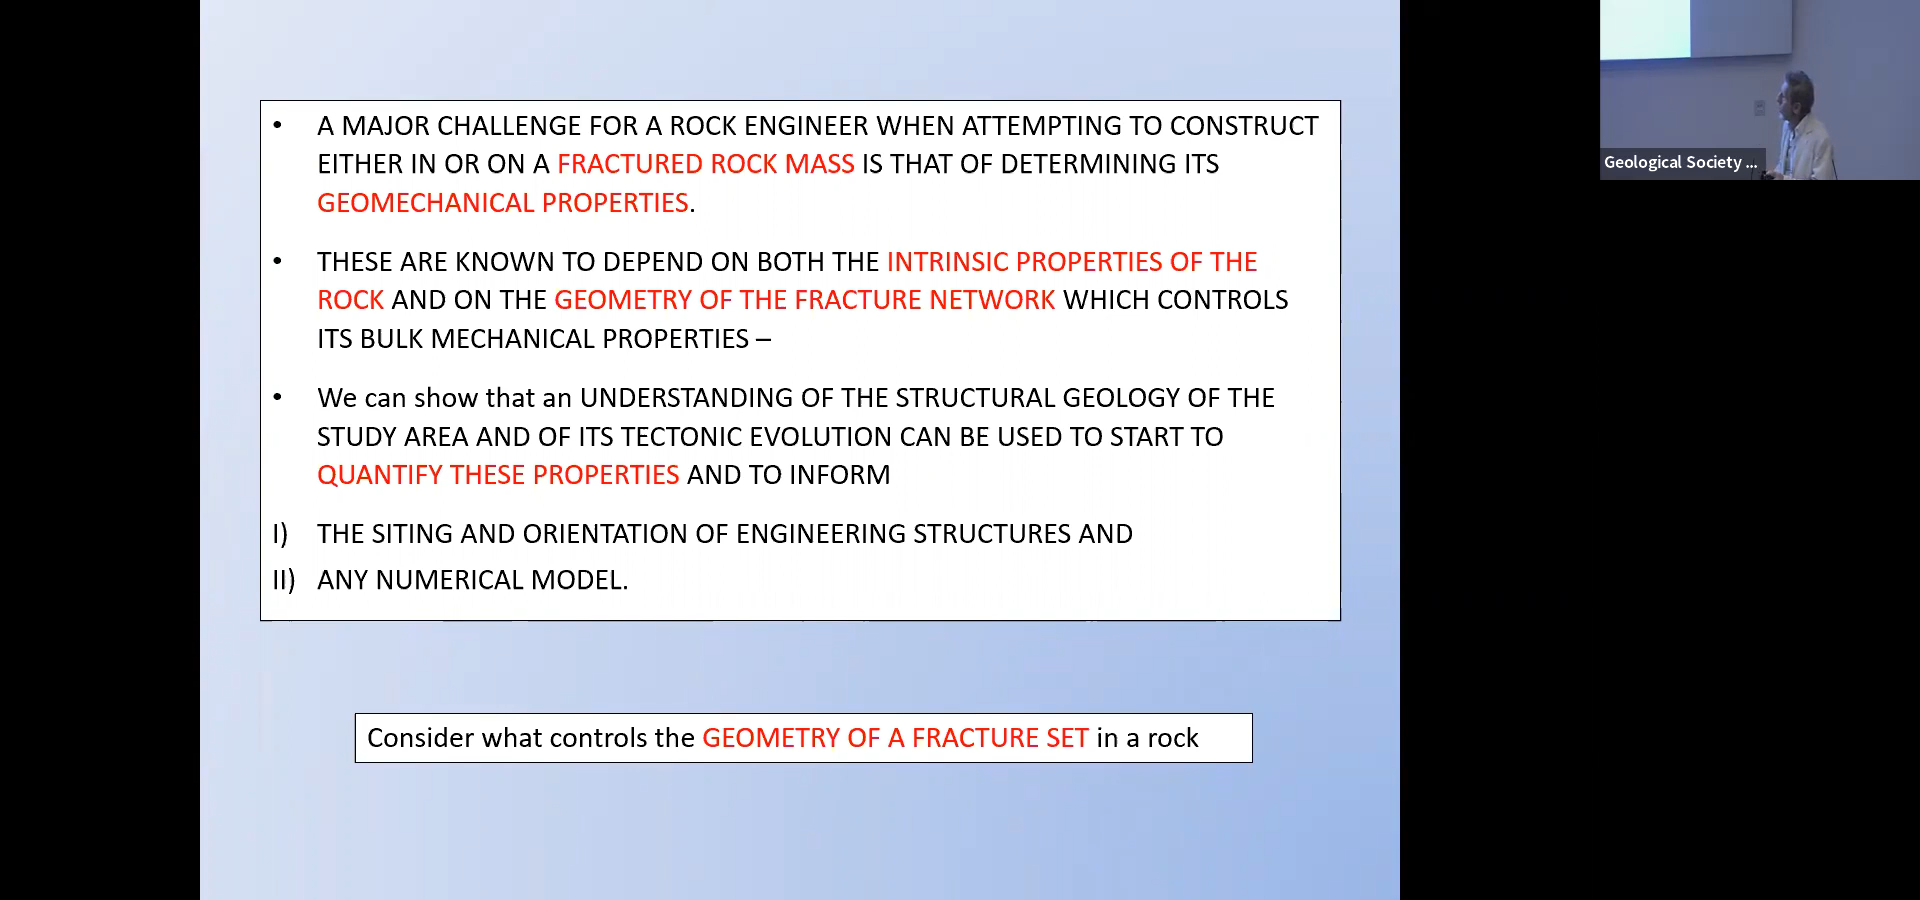 • A MAJOR CHALLENGE FOR A ROCK ENGINEER WHEN ATTEMPTING TO CONSTRUCT
EITHER IN OR ON A FRACTURED ROCK MASS IS THAT OF DETERMINING ITS
GEOMECHANICAL PROPERTIES.
• THESE ARE KNOWN TO DEPEND ON BOTH THE INTRINSIC PROPERTIES OF THE
ROCK AND ON THE GEOMETRY OF THE FRACTURE NETWORK WHICH CONTROLS
ITS BULK MECHANICAL PROPERTIES –
• We can show that an UNDERSTANDING OF THE STRUCTURAL GEOLOGY OF THE
STUDY AREA AND OF ITS TECTONIC EVOLUTION CAN BE USED TO START TO
QUANTIFY THESE PROPERTIES AND TO INFORM
I) THE SITING AND ORIENTATION OF ENGINEERING STRUCTURES AND
II) ANY NUMERICAL MODEL.
Consider what controls the GEOMETRY OF A FRACTURE SET in a rock
Geological Society ...